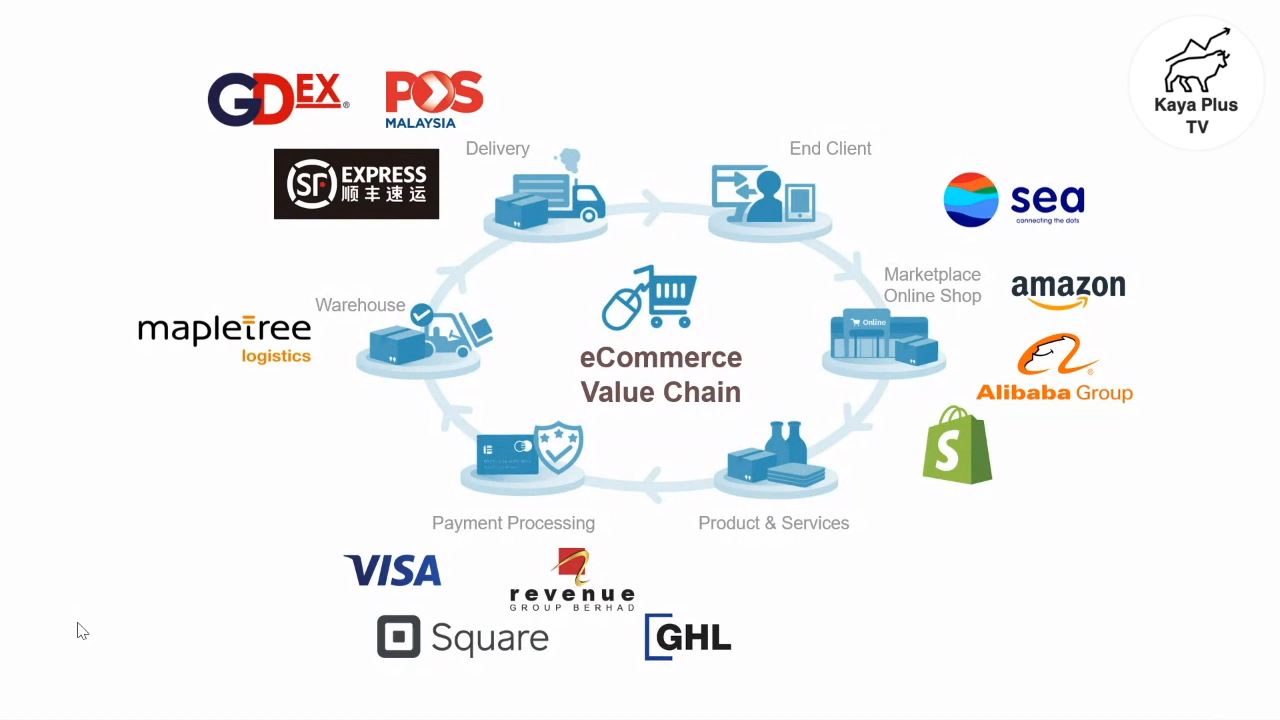 GDEX®
POS
MALAYSIA
Kaya Plus
TV
Delivery
End Client
SF EXPRESS
顺丰速运
sea
connecting the dots
Marketplace
Online Shop
amazon
Warehouse
mapletree
logistics
Online
eCommerce
Value Chain
Alibaba Group
S
Payment Processing
Product & Services
VISA
revenue
GROUP BERHAD
Square
GHL